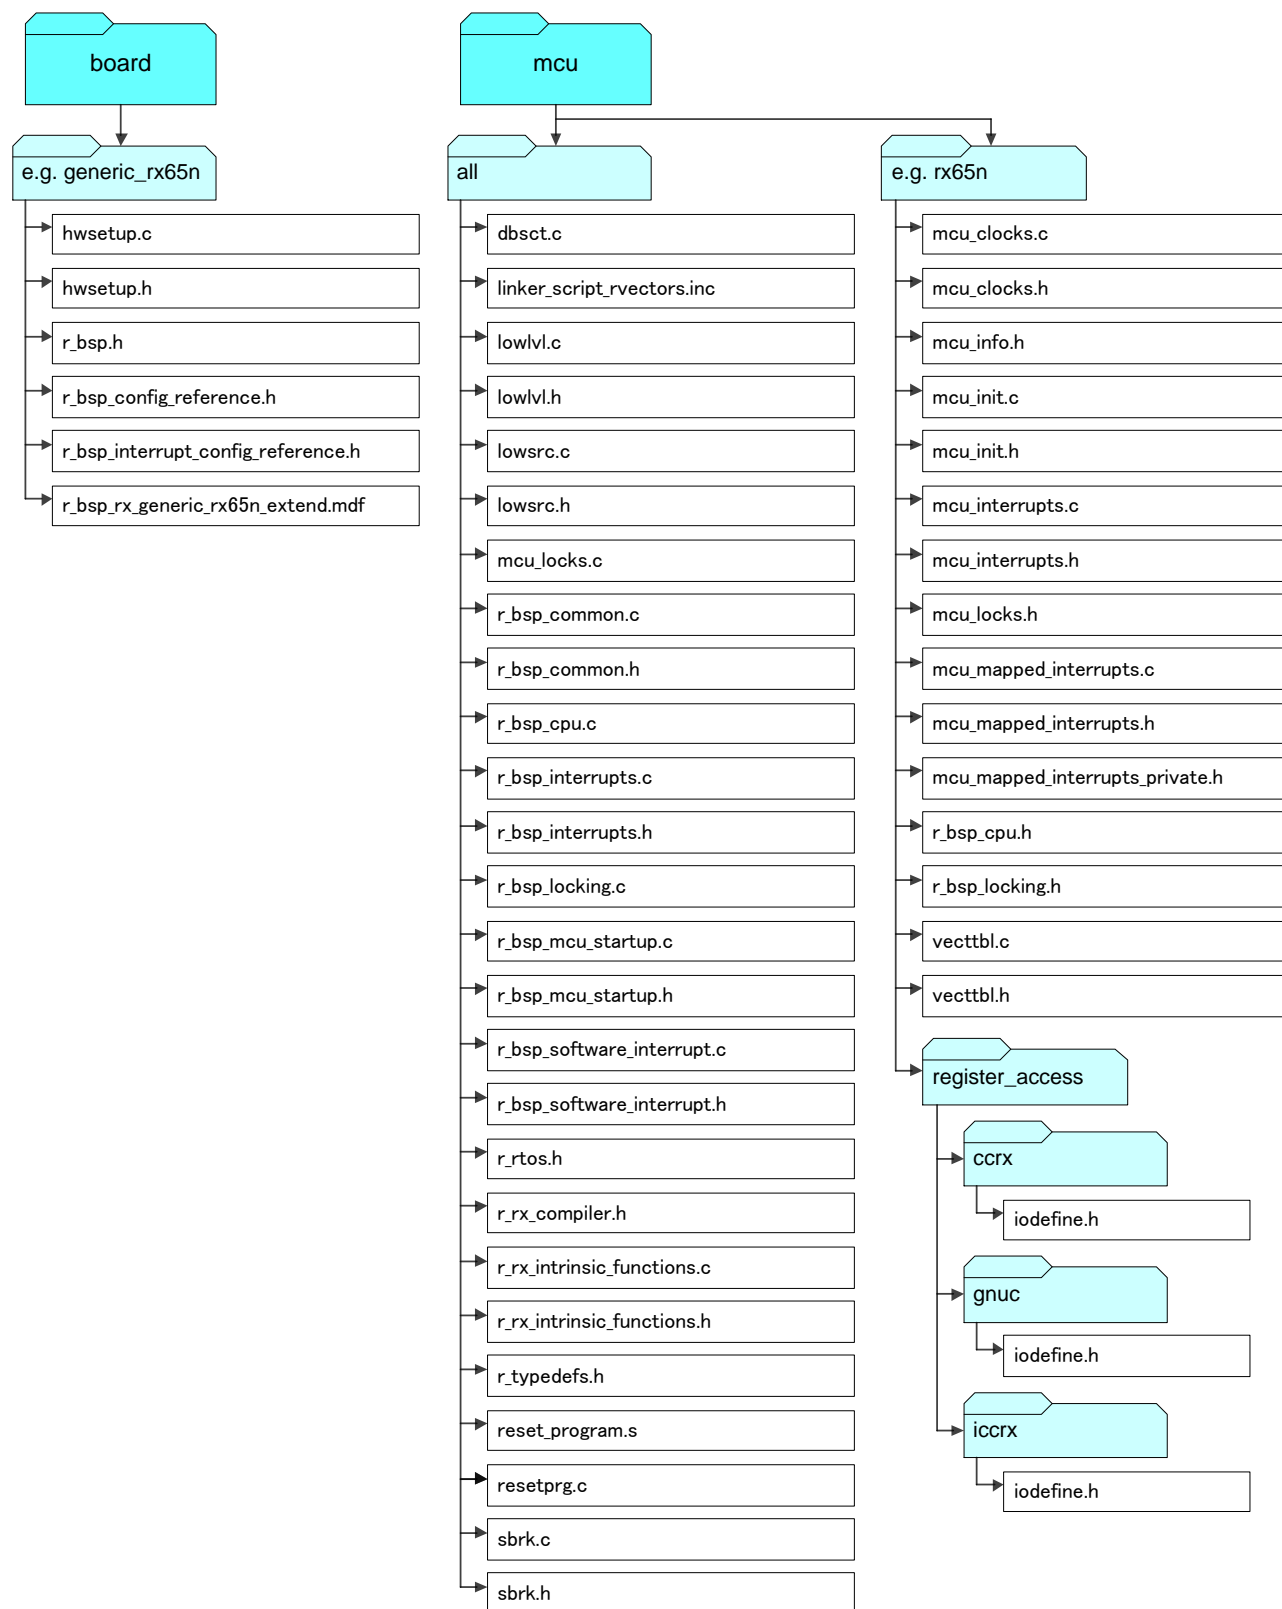 board
e.g. generic_rx65n
hwsetup.c
hwsetup.h
r_bsp.h
r_bsp_config_reference.h
r_bsp_interrupt_config_reference.h
r_bsp_rx_generic_rx65n_extend.mdf
mcu
all
dbsct.c
linker_script_rvectors.inc
lowlvl.c
lowlvl.h
lowsrc.c
lowsrc.h
mcu_locks.c
r_bsp_common.c
r_bsp_common.h
r_bsp_cpu.c
r_bsp_interrupts.c
r_bsp_interrupts.h
r_bsp_locking.c
r_bsp_mcu_startup.c
r_bsp_mcu_startup.h
r_bsp_software_interrupt.c
r_bsp_software_interrupt.h
r_rtos.h
r_rx_compiler.h
r_rx_intrinsic_functions.c
r_rx_intrinsic_functions.h
r_typedefs.h
reset_program.s
resetprg.c
sbrk.c
sbrk.h
e.g. rx65n
mcu_clocks.c
mcu_clocks.h
mcu_info.h
mcu_init.c
mcu_init.h
mcu_interrupts.c
mcu_interrupts.h
mcu_locks.h
mcu_mapped_interrupts.c
mcu_mapped_interrupts.h
mcu_mapped_interrupts_private.h
r_bsp_cpu.h
r_bsp_locking.h
vecttbl.c
vecttbl.h
register_access
ccrx
iodefine.h
gnuc
iodefine.h
iccrx
iodefine.h